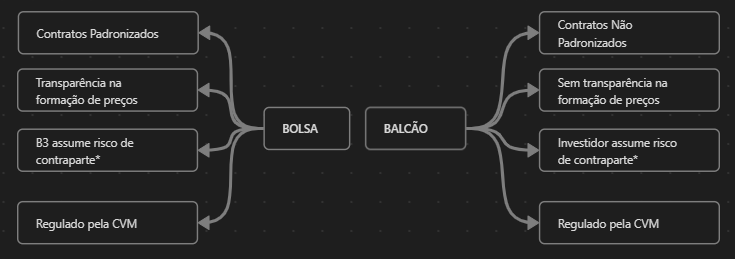 Contratos Padronizados
Transparência na
formação de preços
B3 assume risco de
contraparte*
Regulado pela CVM
BOLSA
BALCÃO
Contratos Não
Padronizados
Sem transparência na
formação de preços
Investidor assume risco
de contraparte*
Regulado pela CVM